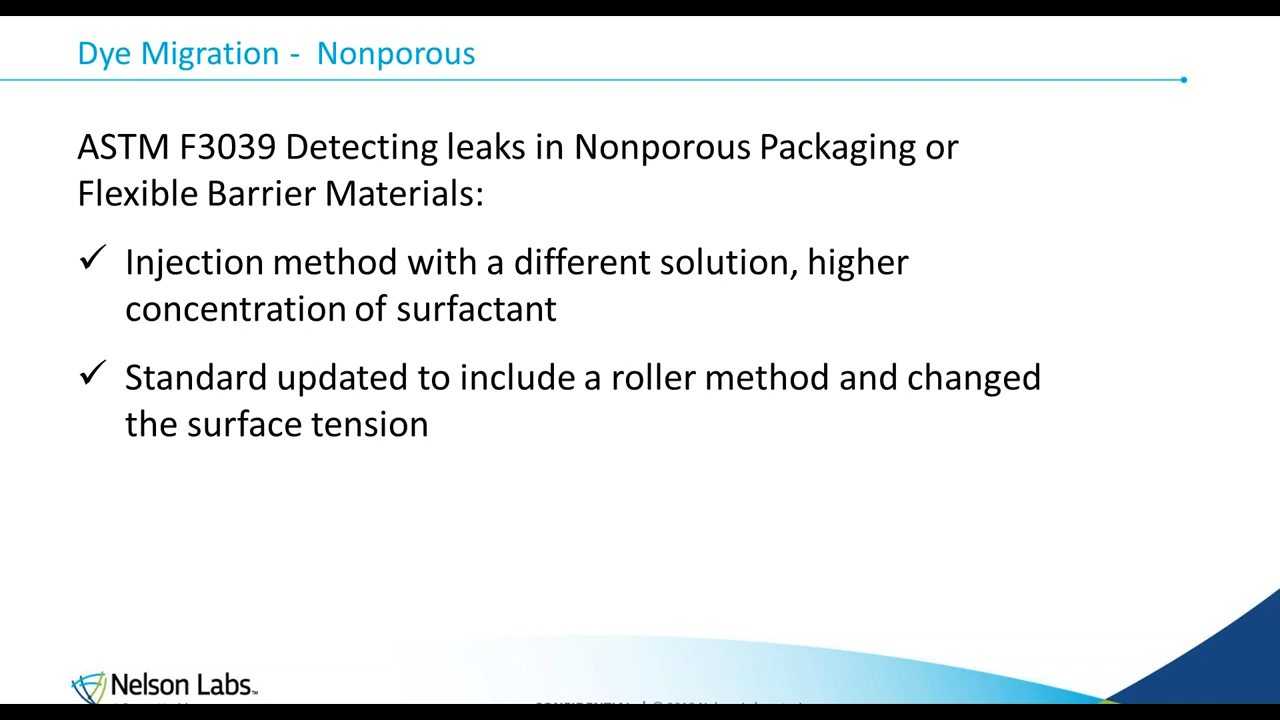 Dye Migration - Nonporous
ASTM F3039 Detecting leaks in Nonporous Packaging or
Flexible Barrier Materials:
✓ Injection method with a different solution, higher
concentration of surfactant
✓ Standard updated to include a roller method and changed
the surface tension
Nelson Labs™